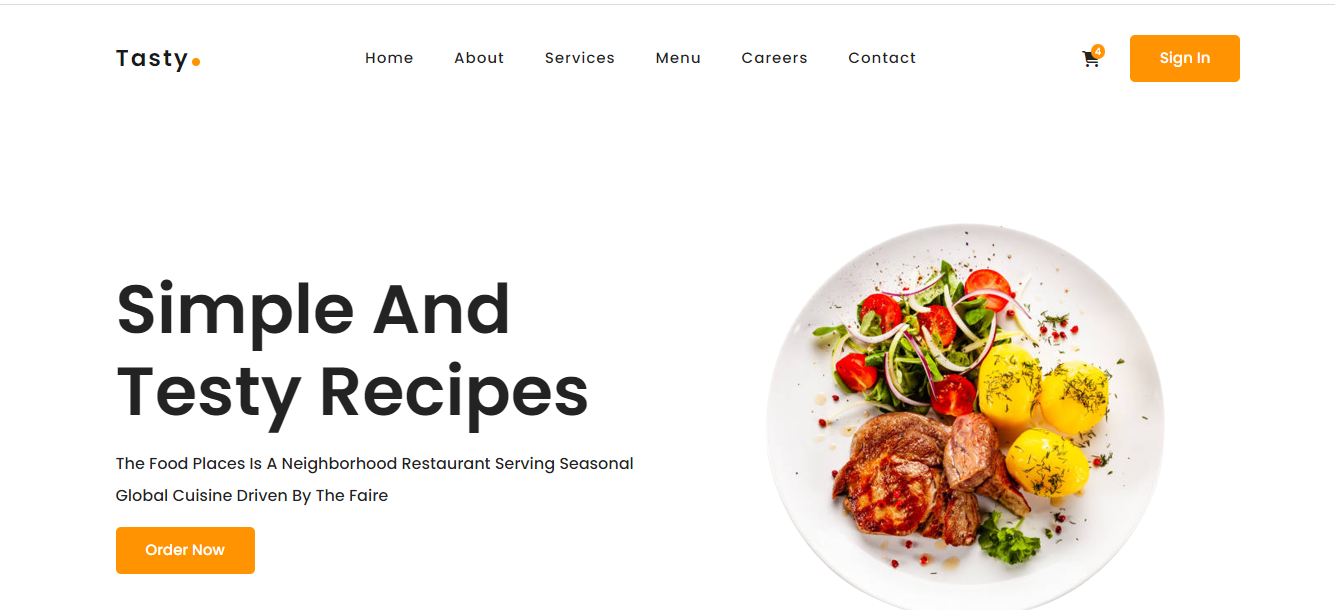 Tasty
Home About Services Menu Careers Contact
4
Sign In
Simple And
Testy Recipes
The Food Places Is A Neighborhood Restaurant Serving Seasonal
Global Cuisine Driven By The Faire
Order Now